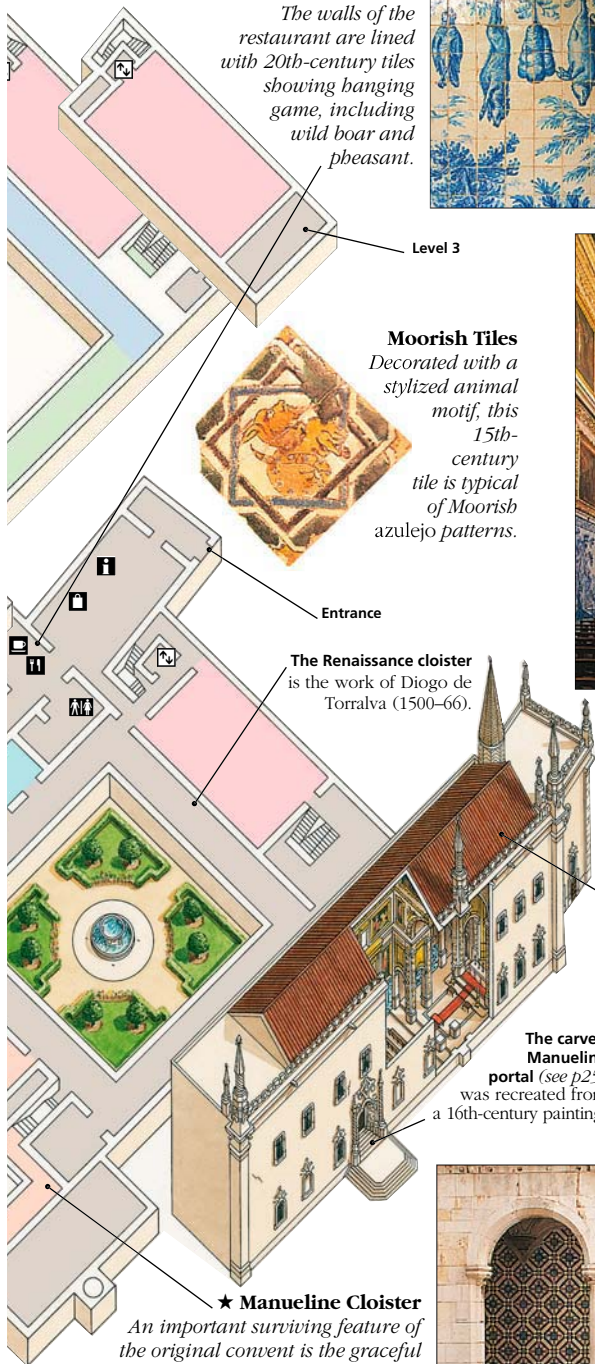 The walls of the
restaurant are lined
with 20th-century tiles
showing hanging
game, including
wild boar and
pheasant.
Level 3
Moorish Tiles
Decorated with a
stylized animal
motif, this
15th-
century
tile is typical
of Moorish
azulejo patterns.
Entrance
The Renaissance cloister
is the work of Diogo de
Torralva (1500–66).
The carve
Manuelin
portal (see p25
was recreated from
a 16th-century painting
★ Manueline Cloister
An important surviving feature of
the original convent is the graceful